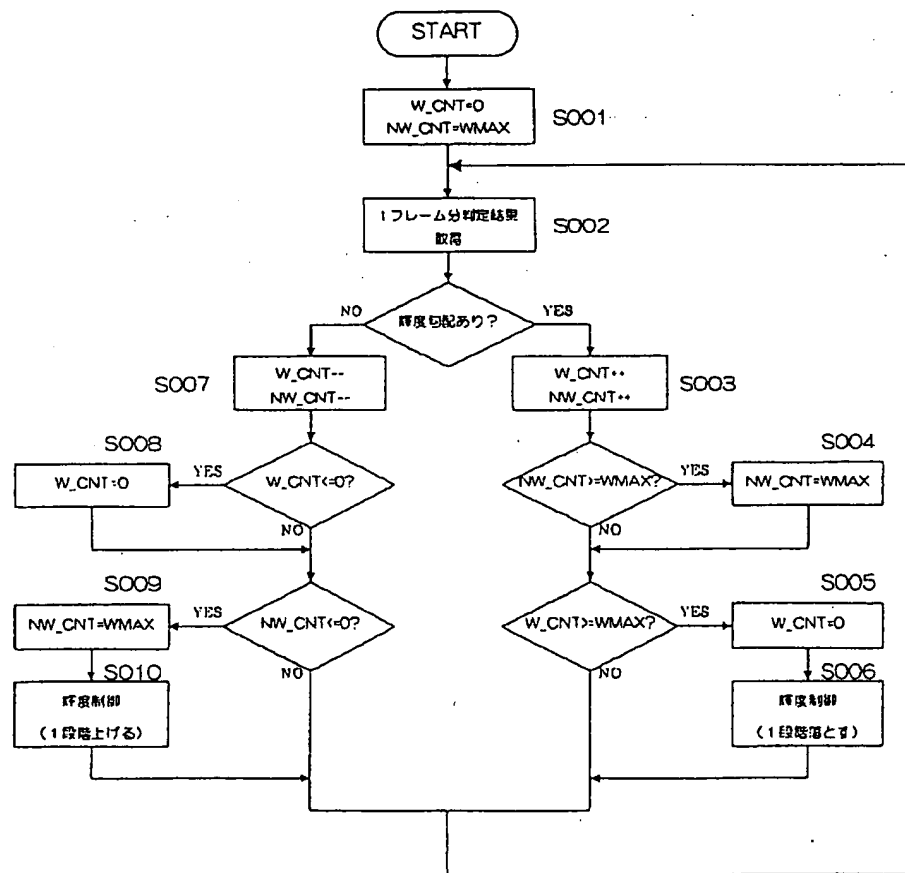 START
W_CNT=0
NW_CNT=WMAX
S001
1フレーム分判定結果
取得
S002
輝度勾配あり?
NO
YES
W_CNT--
NW_CNT--
S007
W_CNT++
NW_CNT++
S003
W_CNT<=0?
YES
NO
S008
W_CNT=0
NW_CNT>=WMAX?
YES
NO
S004
NW_CNT=WMAX
NW_CNT<=0?
YES
NO
S009
NW_CNT=WMAX
W_CNT>=WMAX?
YES
NO
S005
W_CNT=0
S010
輝度制御
(1段階上げる)
S006
輝度制御
(1段階落とす)